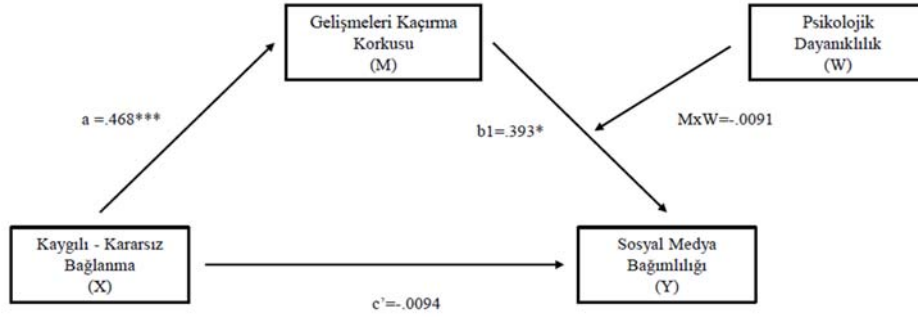 Gelişmeleri Kaçırma
Korkusu
(M)
Psikolojik
Dayanıklılık
(W)
a =.468***
b1=.393*
MxW=-.0091
Kaygılı - Kararsız
Bağlanma
(X)
Sosyal Medya
Bağımlılığı
(Y)
c'=-.0094